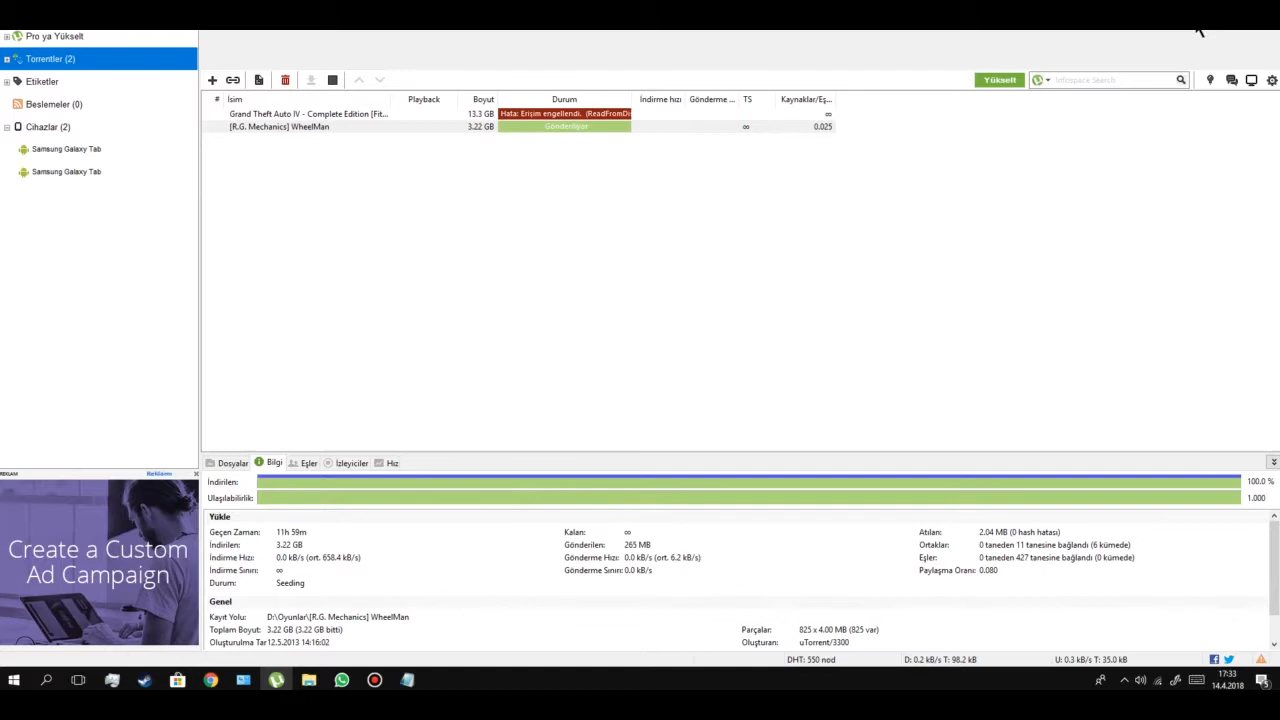 Pro ya Yükselt
Torrentler (2)
Etiketler
Beslemeler (0)
Cihazlar (2)
Samsung Galaxy Tab
Samsung Galaxy Tab
Yükselt
Infospace Search
# İsim Playback Boyut Durum İndirme hızı Gönderme ... TS Kaynaklar/Eş...
Grand Theft Auto IV - Complete Edition [Fit... 13.3 GB Hata: Erişim engellendi. (ReadFromDi ∞
[R.G. Mechanics] WheelMan 3.22 GB Gönderiliyor ∞ 0.025
Dosyalar Bilgi Eşler İzleyiciler Hız
İndirilen: 100.0 %
Ulaşılabilirlik: 1.000
Yükle
Geçen Zaman: 11h 59m Kalan: ∞ Atılan: 2.04 MB (0 hash hatası)
İndirilen: 3.22 GB Gönderilen: 265 MB Ortaklar: 0 taneden 11 tanesine bağlandı (6 kümede)
İndirme Hızı: 0.0 kB/s (ort. 658.4 kB/s) Gönderme Hızı: 0.0 kB/s (ort. 6.2 kB/s) Eşler: 0 taneden 427 tanesine bağlandı (0 kümede)
İndirme Sınırı: ∞ Gönderme Sınırı: 0.0 kB/s Paylaşma Oranı: 0.080
Durum: Seeding
Genel
Kayıt Yolu: D:\Oyunlar\[R.G. Mechanics] WheelMan
Toplam Boyut: 3.22 GB (3.22 GB bitti) Parçalar: 825 x 4.00 MB (825 var)
Oluşturulma Tar 12.5.2013 14:16:02 Oluşturan: uTorrent/3300
REKLAM Reklamı x
Create a Custom
Ad Campaign
DHT: 550 nod D: 0.2 kB/s T: 98.2 kB U: 0.3 kB/s T: 35.0 kB
17:33
14.4.2018
5